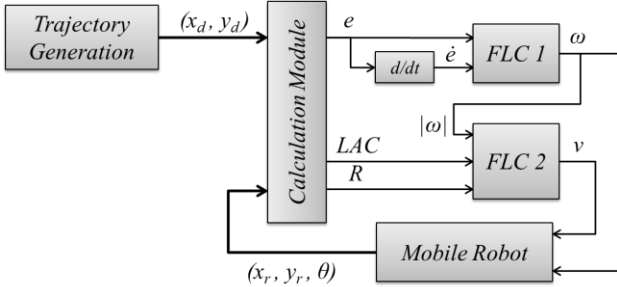 Trajectory
Generation
(x_d, y_d)
Calculation Module
e
d/dt
ė
FLC 1
ω
|ω|
LAC
R
FLC 2
v
Mobile Robot
(x_r, y_r, θ)